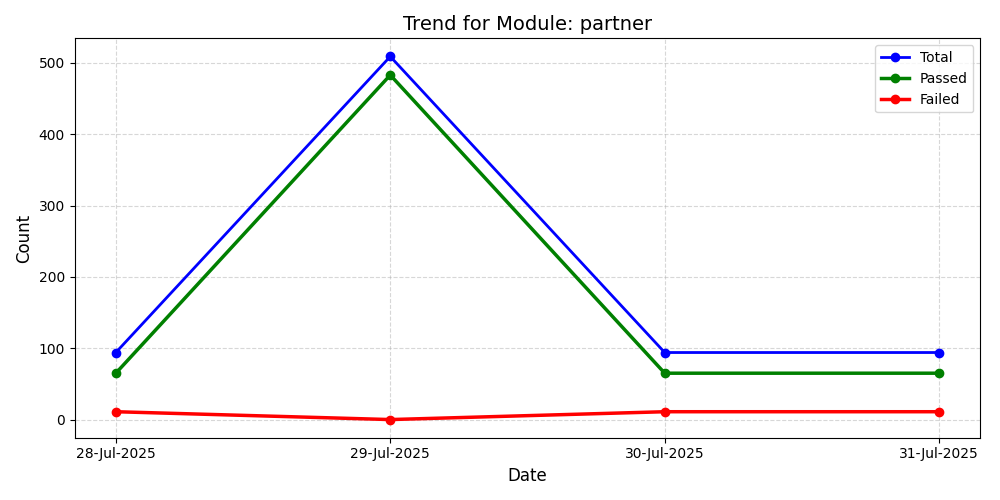 Trend for Module: partner
Total
Passed
Failed
500
400
300
200
100
0
Count
28-Jul-2025
29-Jul-2025
30-Jul-2025
31-Jul-2025
Date